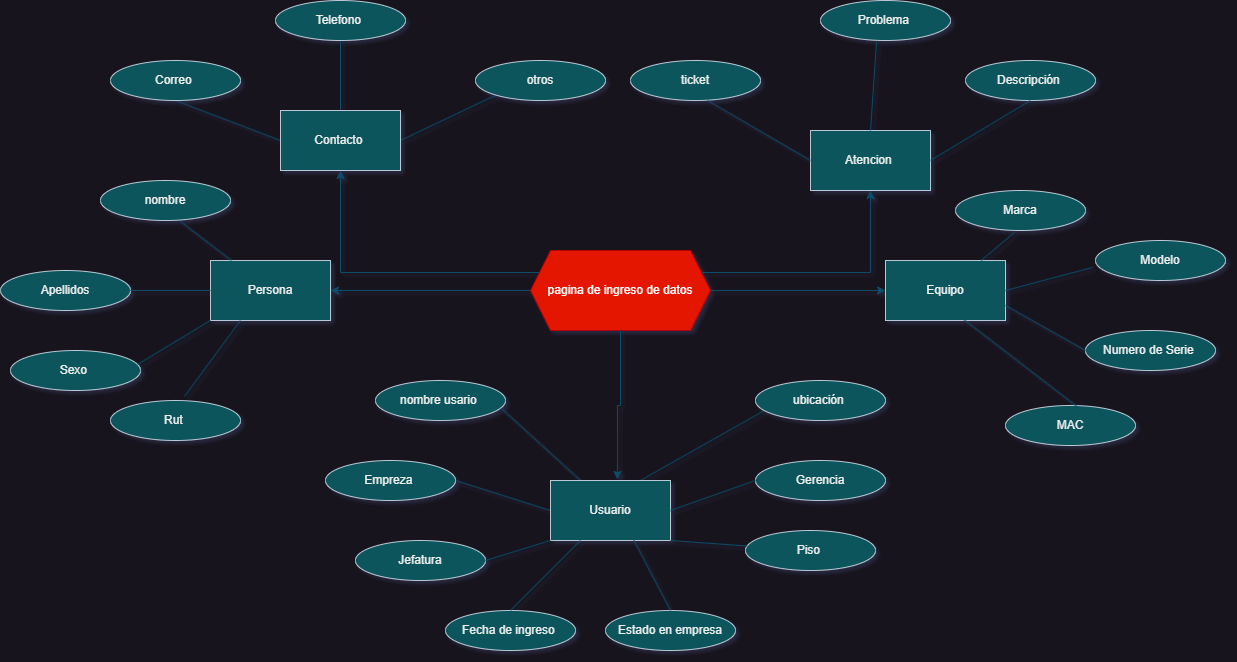 Telefono
Problema
Correo
otros
ticket
Descripción
Contacto
Atencion
nombre
Marca
Apellidos
Persona
pagina de ingreso de datos
Equipo
Modelo
Sexo
Numero de Serie
Rut
nombre usario
ubicación
MAC
Empreza
Gerencia
Usuario
Jefatura
Piso
Fecha de ingreso
Estado en empresa